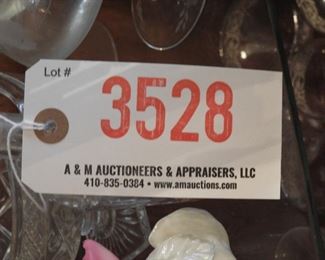 Lot #
3528
A & M AUCTIONEERS & APPRAISERS, LLC
410-835-0384 • www.amauctions.com